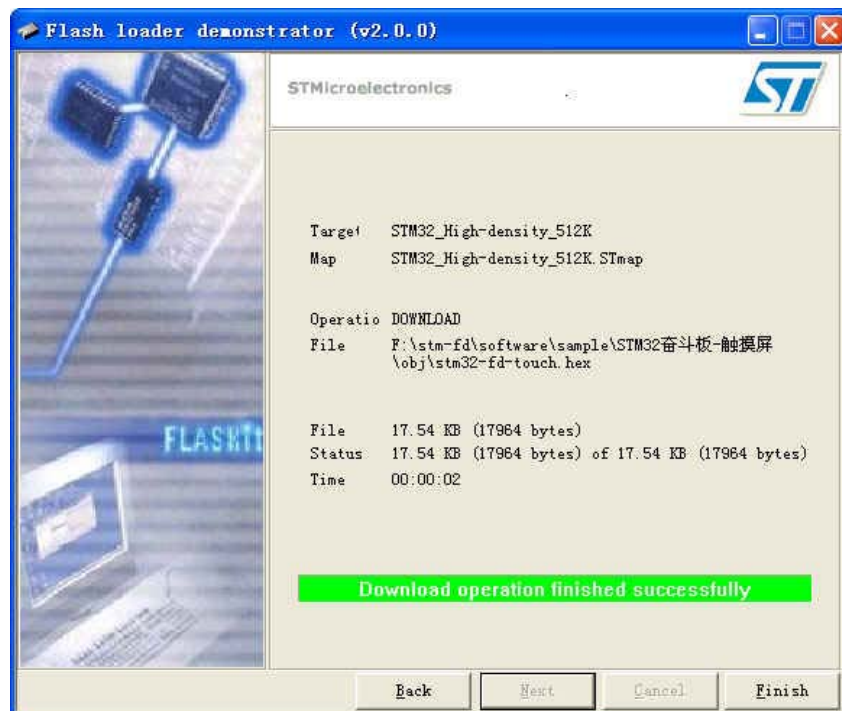 Flash loader demonstrator (v2.0.0)
STMicroelectronics
ST
Target STM32_High-density_512K
Map STM32_High-density_512K.STmap
Operatio DOWNLOAD
File F:\stm-fd\software\sample\STM32奋斗板-触摸屏
\obj\stm32-fd-touch.hex
FLASHit
File 17.54 KB (17964 bytes)
Status 17.54 KB (17964 bytes) of 17.54 KB (17964 bytes)
Time 00:00:02
Download operation finished successfully
Back Next Cancel Finish